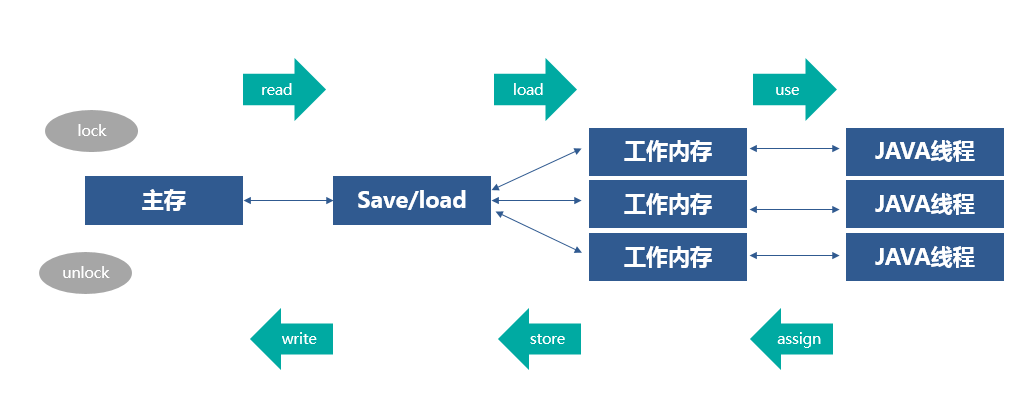 read
load
use
lock
主存
Save/load
工作内存
JAVA线程
工作内存
JAVA线程
工作内存
JAVA线程
unlock
write
store
assign